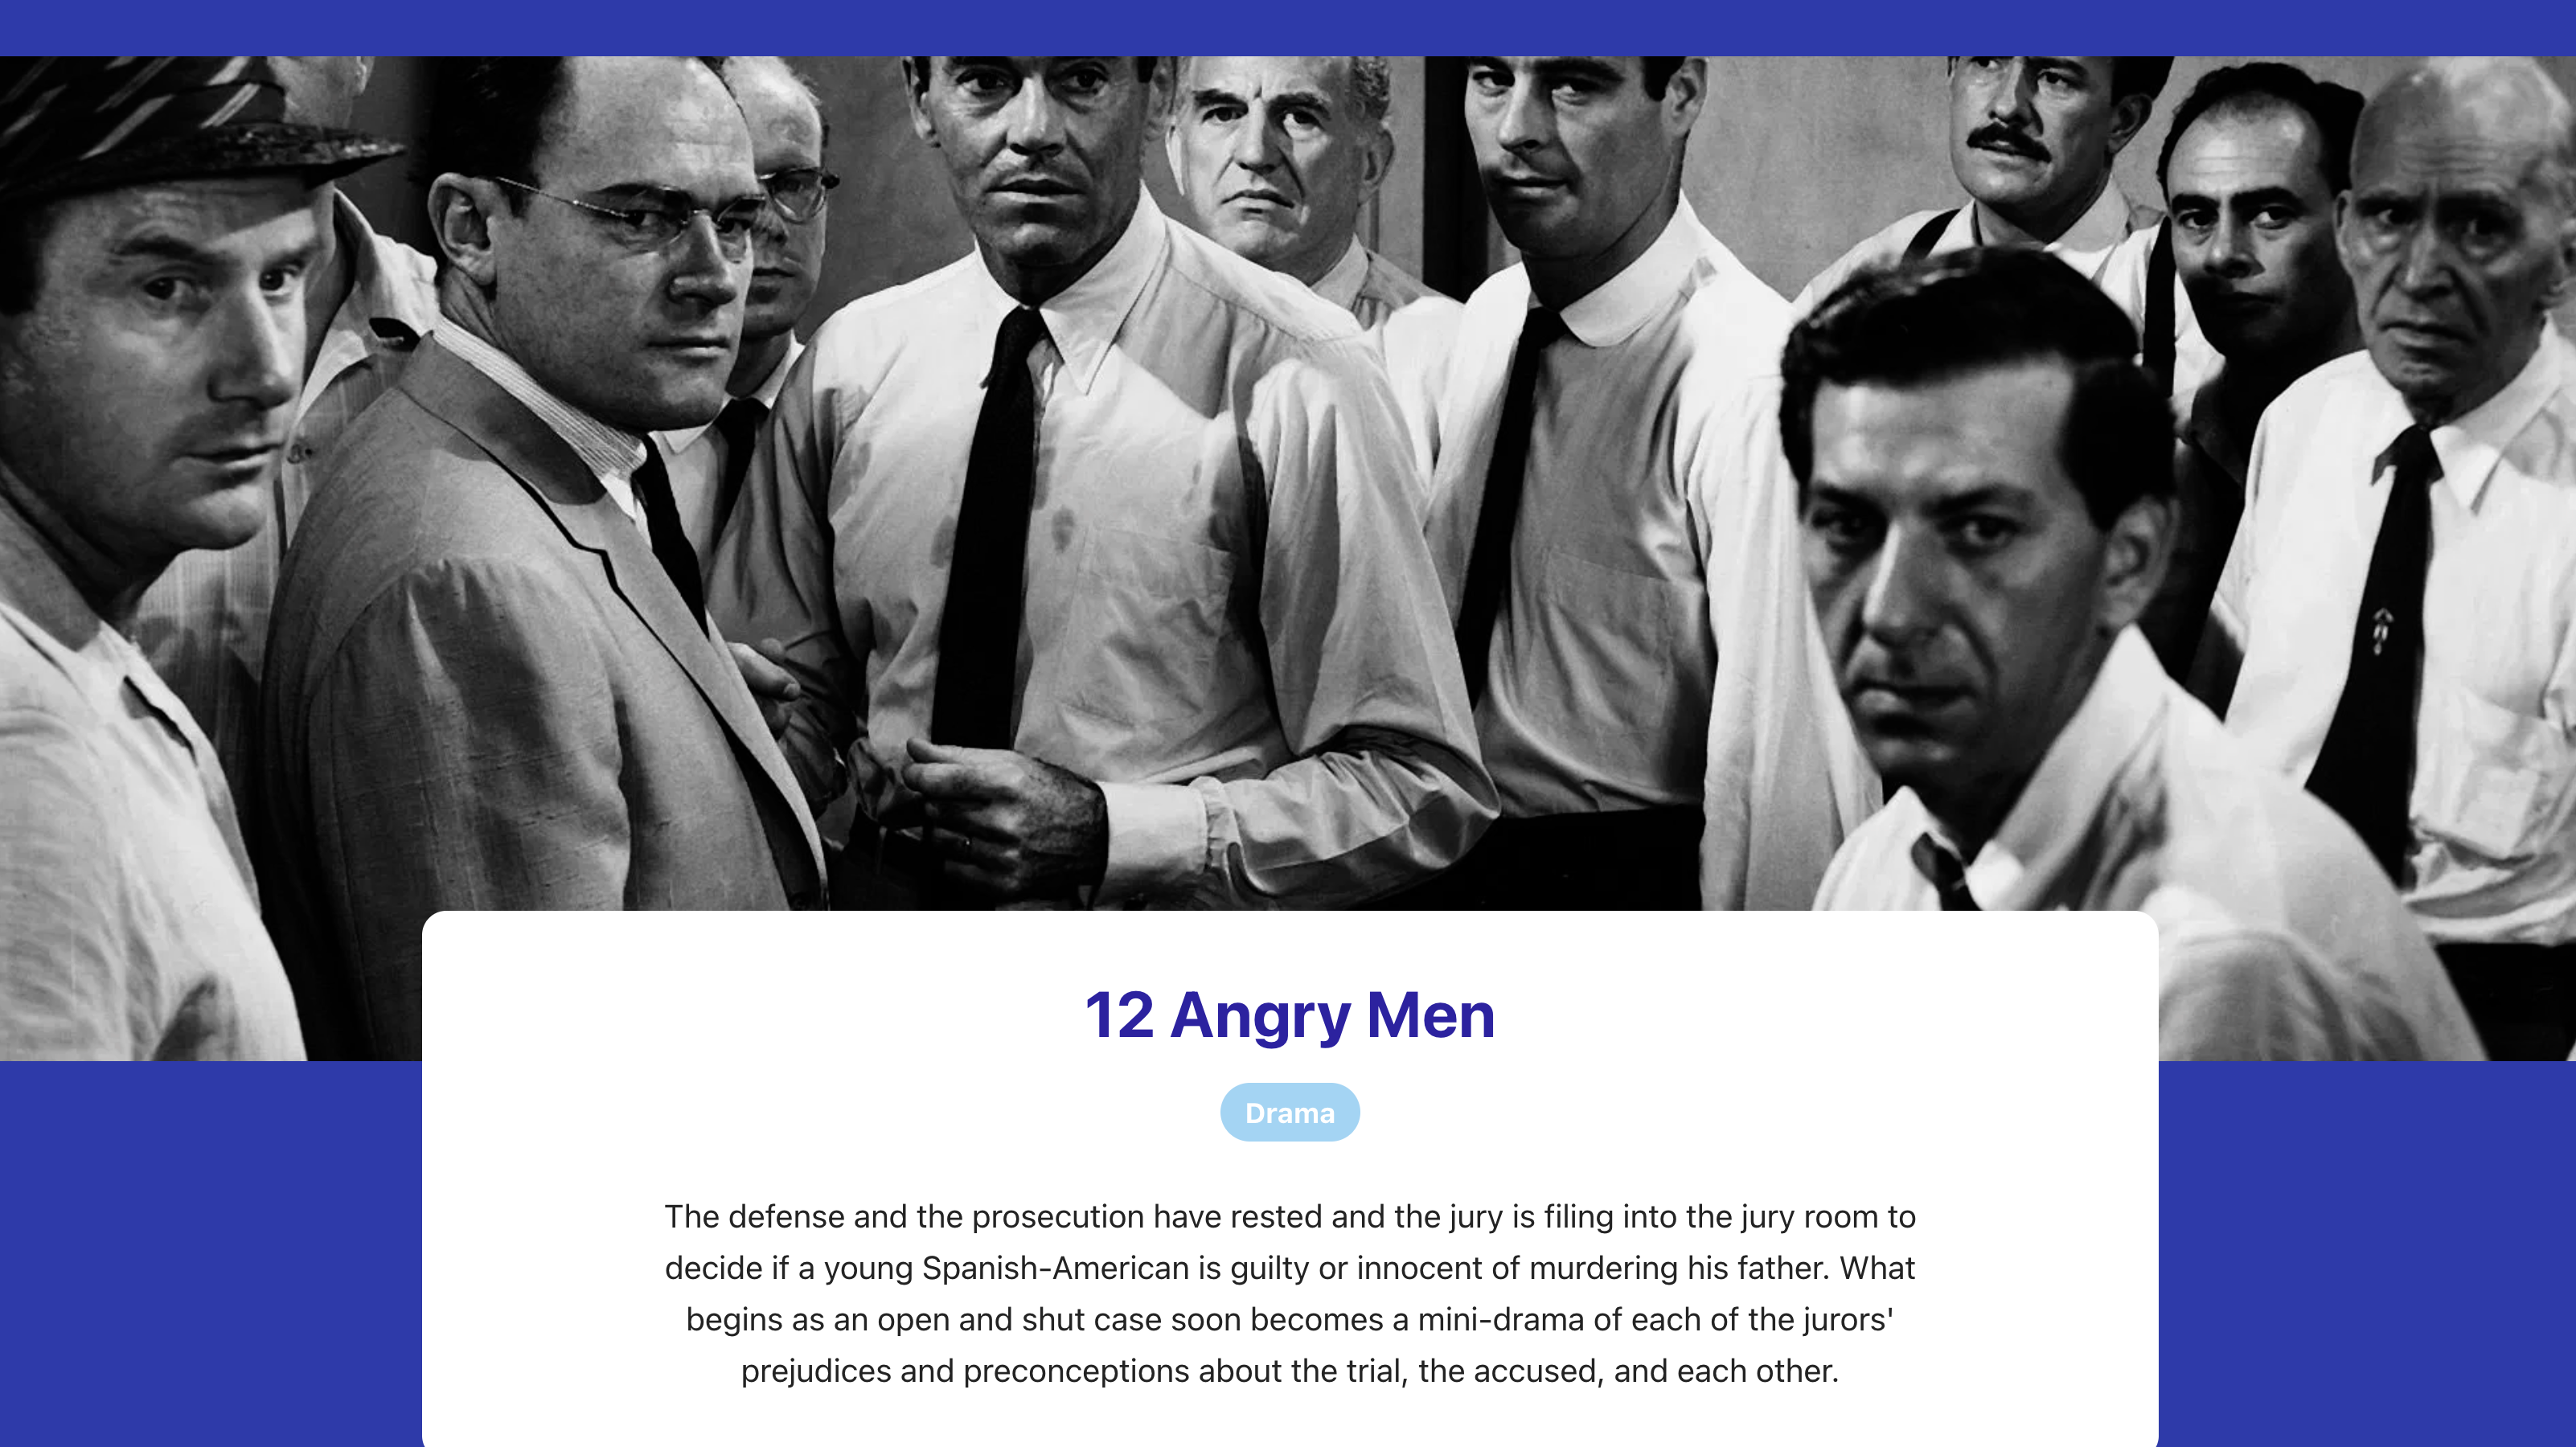 12 Angry Men
Drama
The defense and the prosecution have rested and the jury is filing into the jury room to
decide if a young Spanish-American is guilty or innocent of murdering his father. What
begins as an open and shut case soon becomes a mini-drama of each of the jurors'
prejudices and preconceptions about the trial, the accused, and each other.